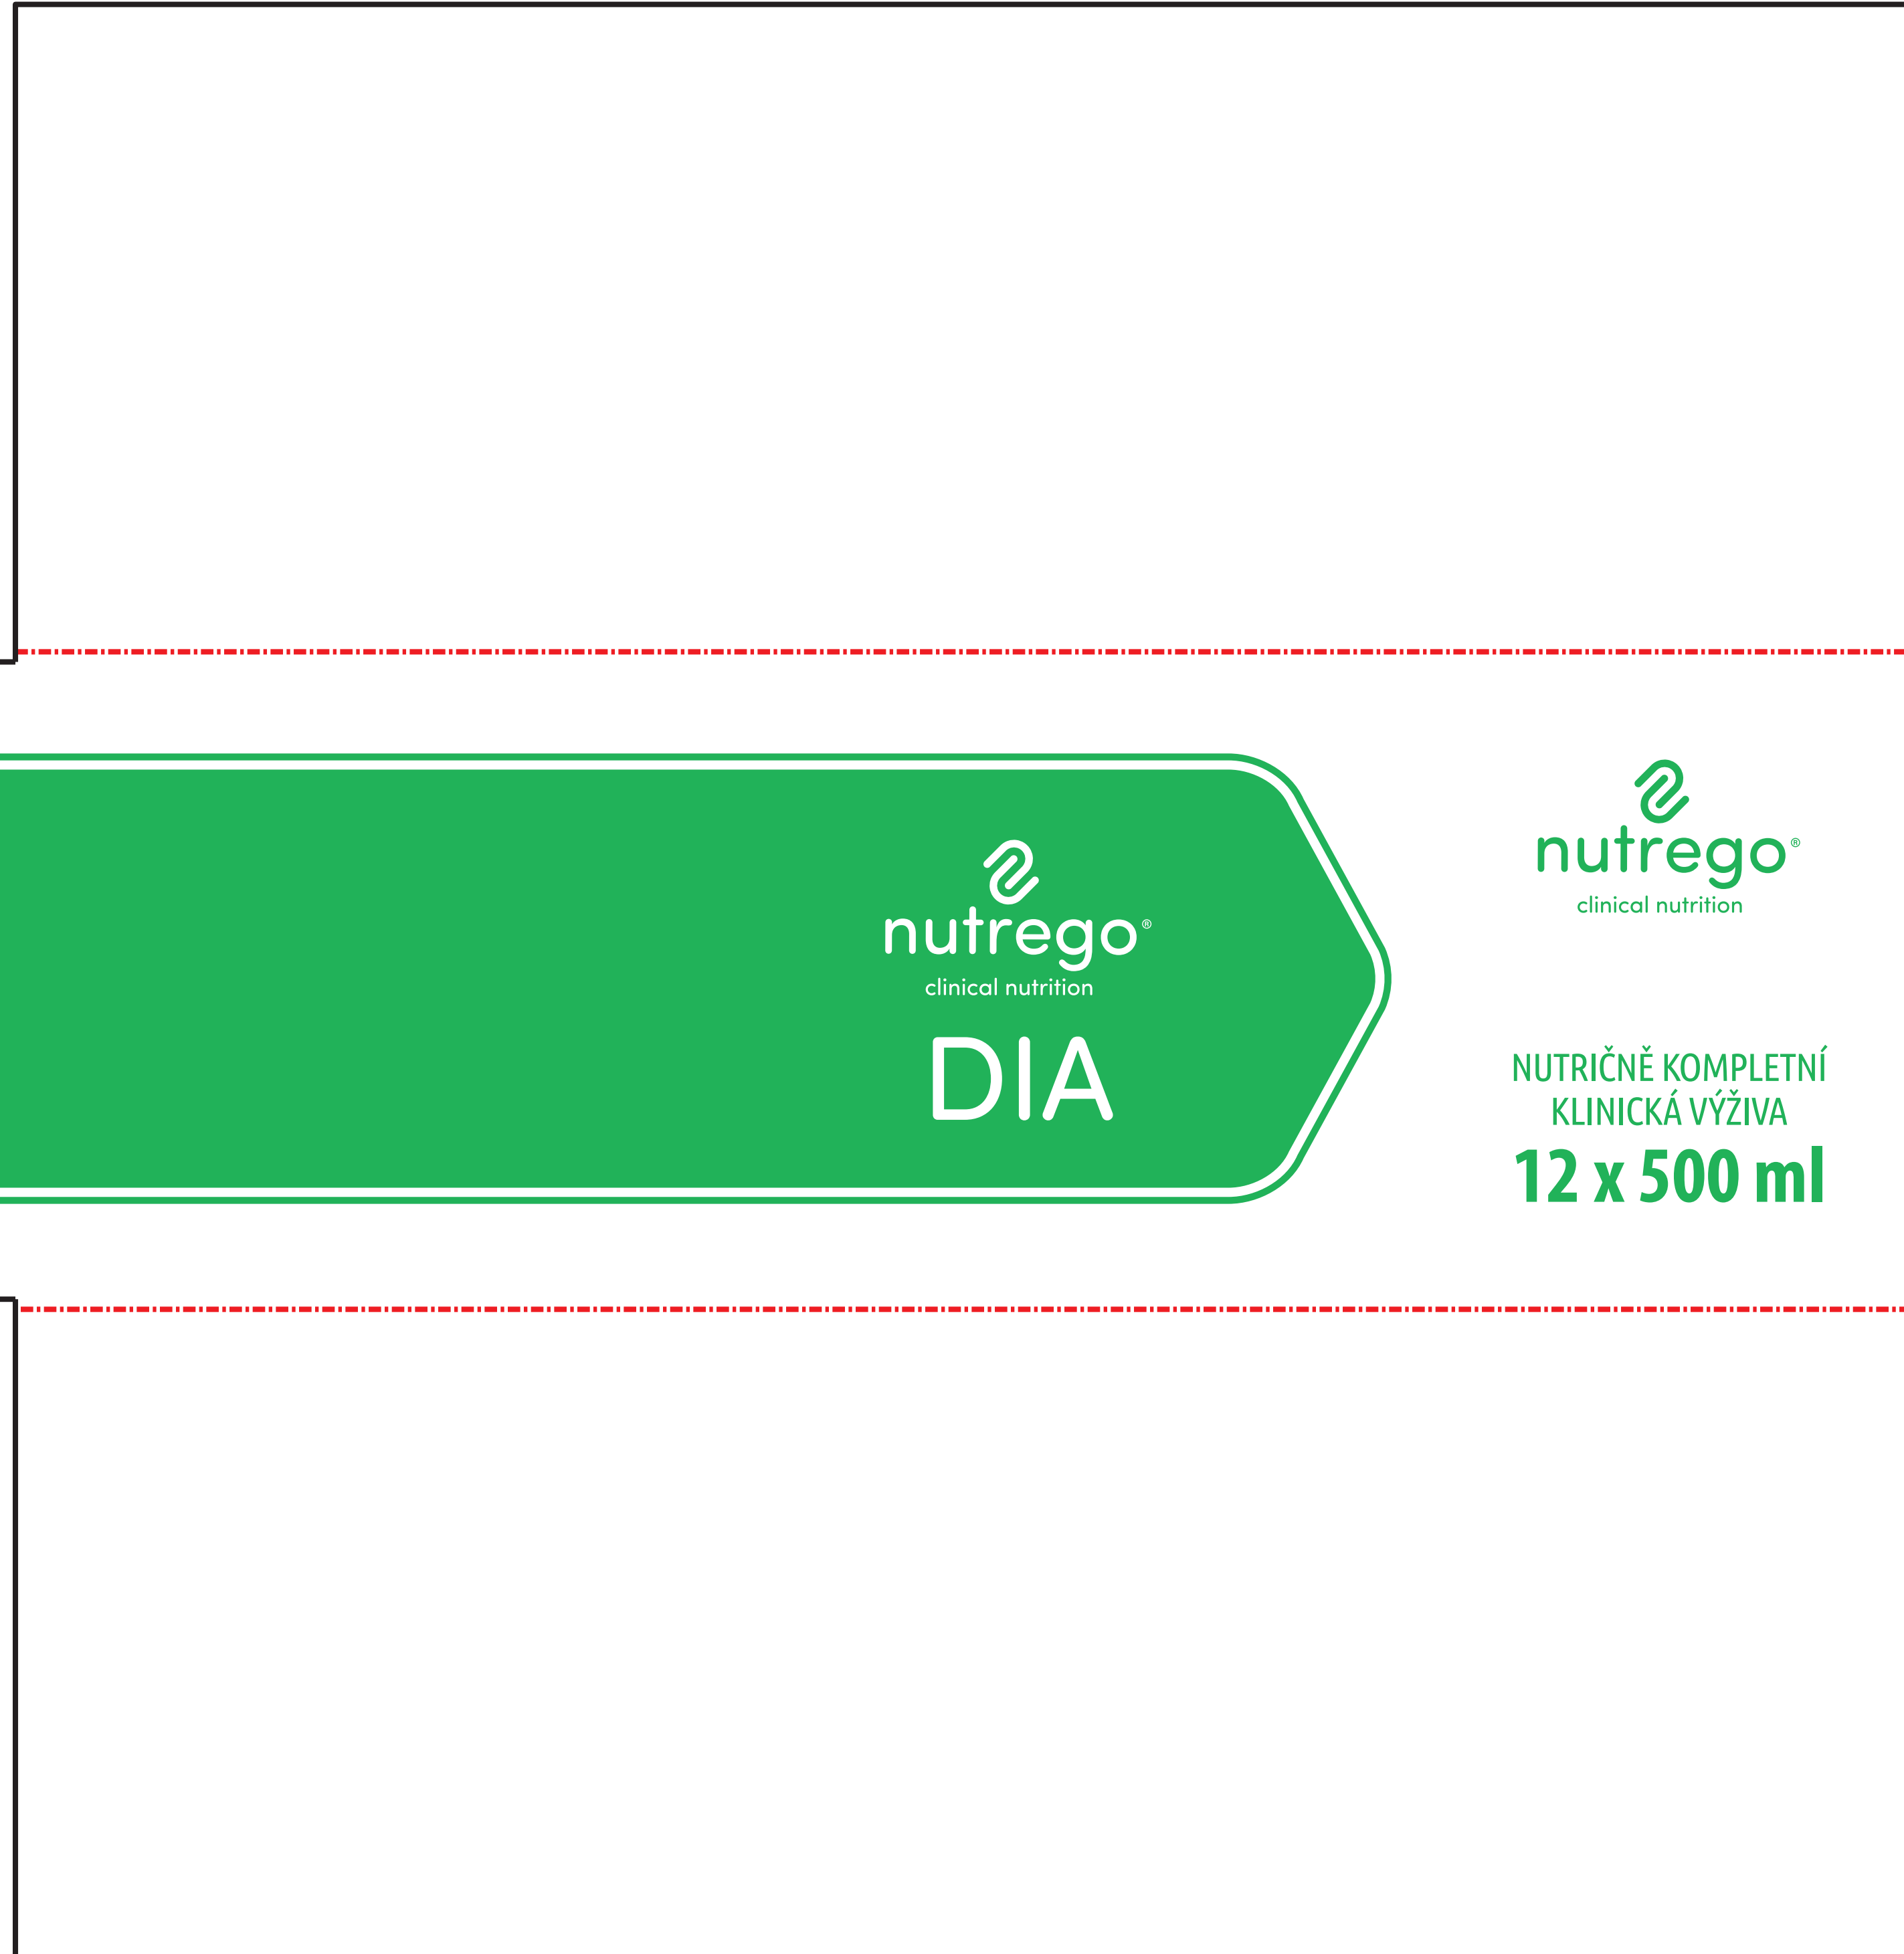 nutrego®
clinical nutrition
DIA
nutrego®
clinical nutrition
NUTRIČNĚ KOMPLETNÍ
KLINICKÁ VÝŽIVA
12 x 500 ml